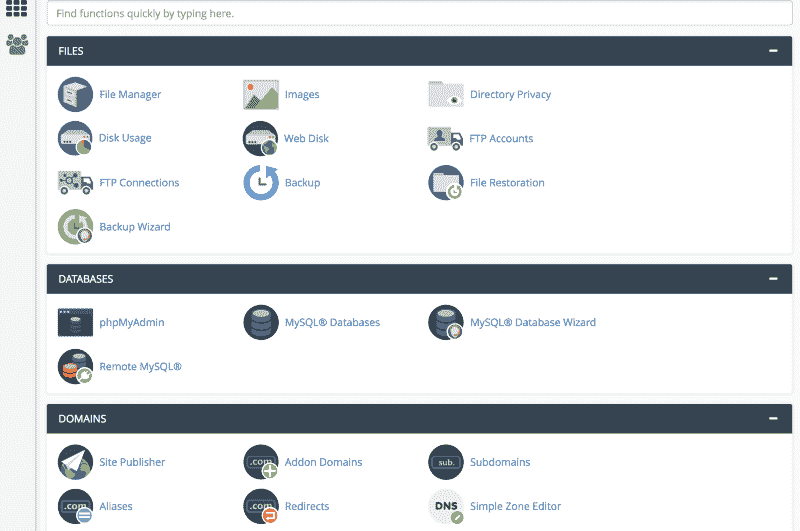 Find functions quickly by typing here.
FILES
File Manager
Images
Directory Privacy
Disk Usage
Web Disk
FTP Accounts
FTP Connections
Backup
File Restoration
Backup Wizard
DATABASES
phpMyAdmin
MySQL® Databases
MySQL® Database Wizard
Remote MySQL®
DOMAINS
Site Publisher
.com
Addon Domains
sub.
Subdomains
.com
Aliases
.com
Redirects
DNS
Simple Zone Editor